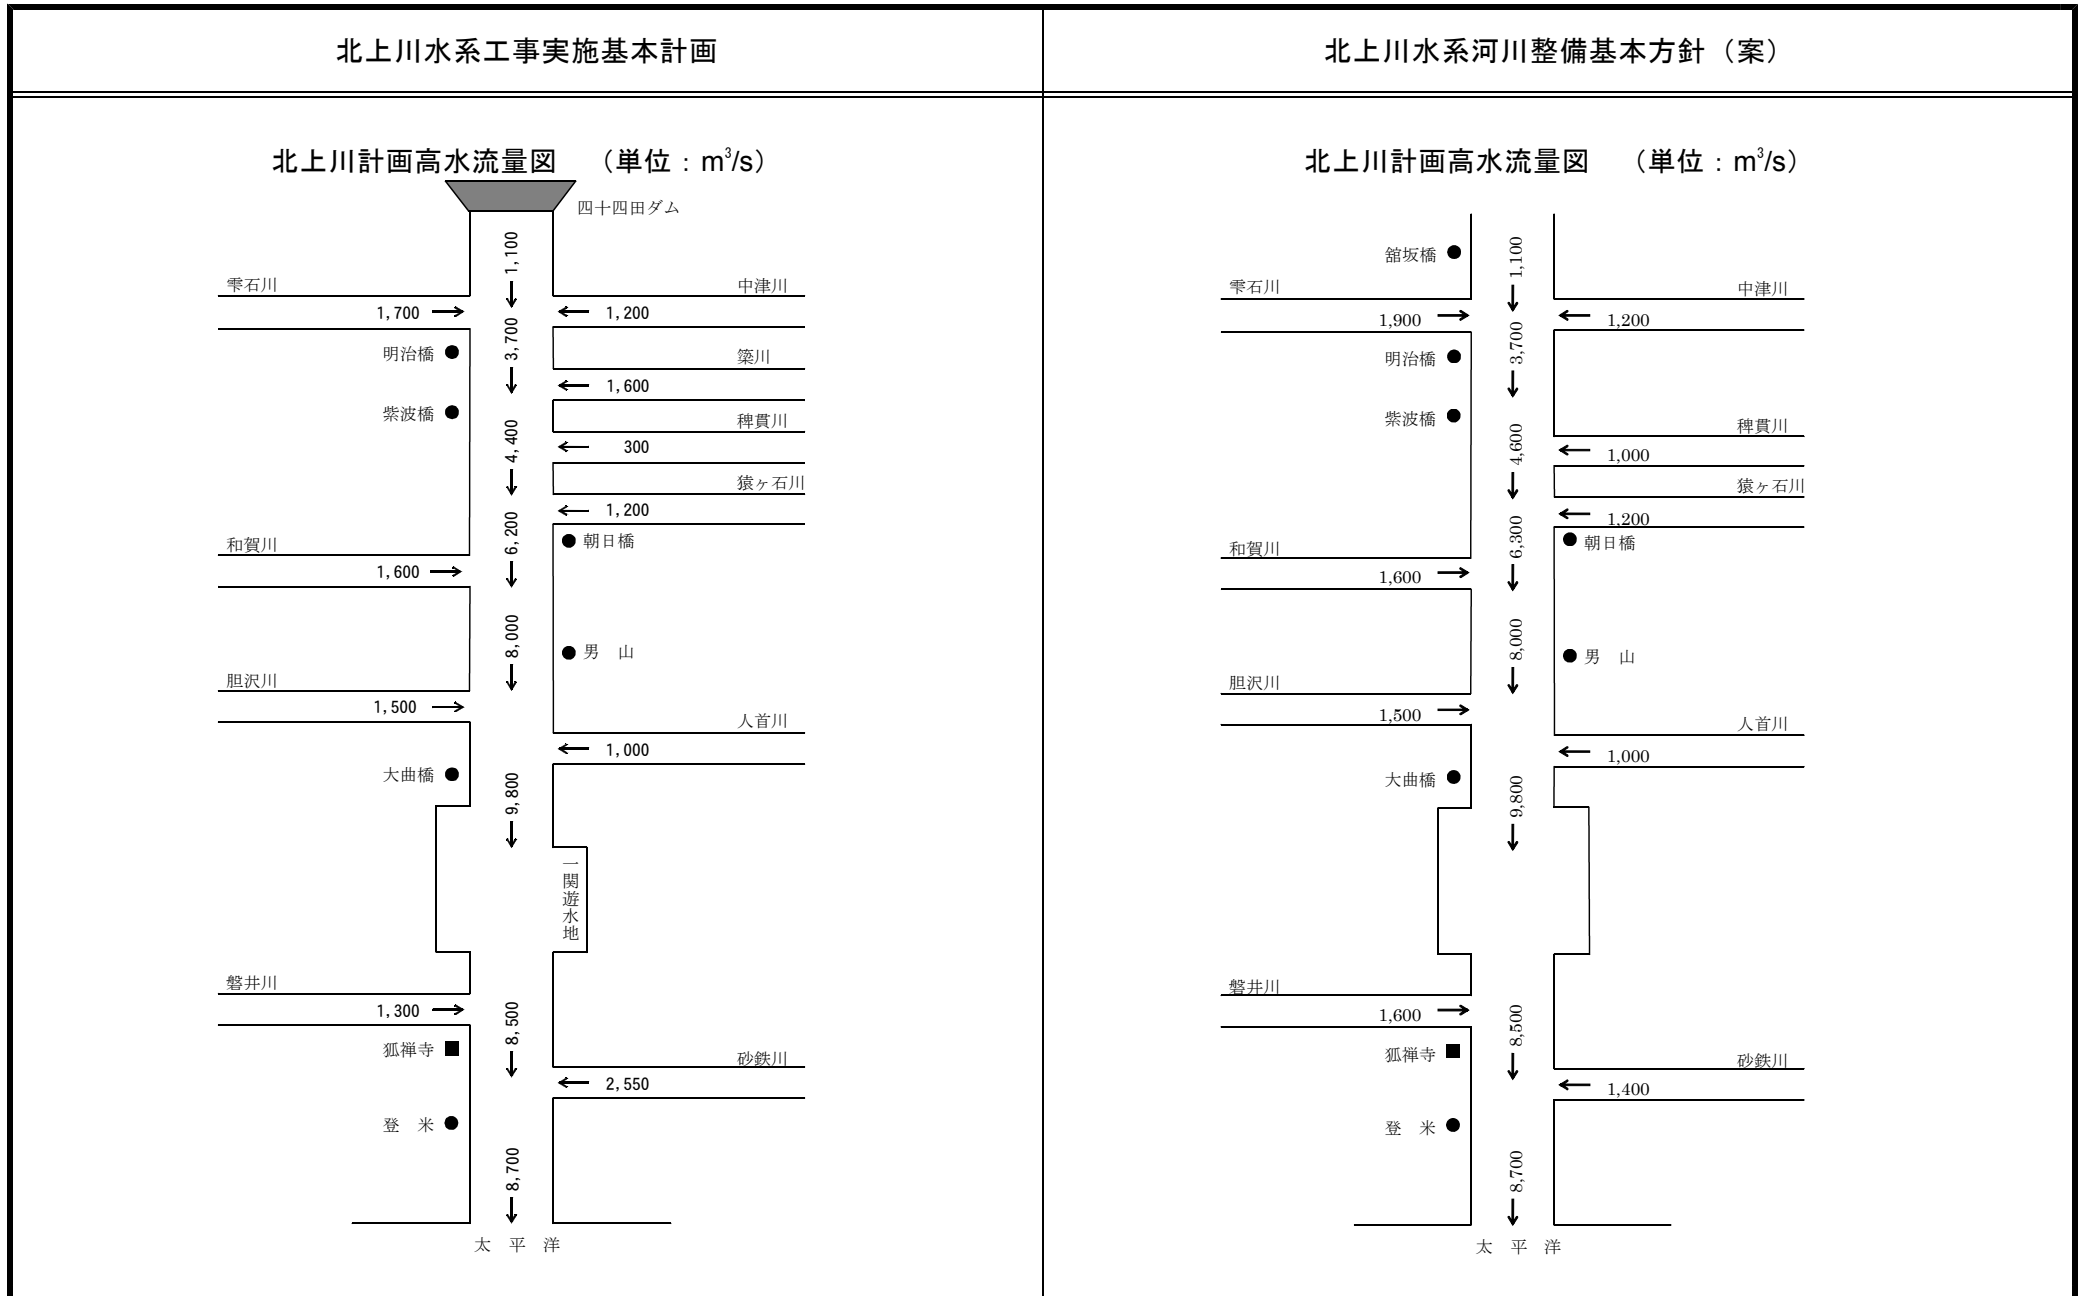 北上川水系工事実施基本計画
北上川計画高水流量図 （単位：m³/s）
四十四田ダム
1,100
雫石川
中津川
1,700
1,200
3,700
明治橋
簗川
1,600
紫波橋
稗貫川
4,400
300
猿ヶ石川
1,200
6,200
朝日橋
和賀川
1,600
8,000
男 山
胆沢川
1,500
人首川
1,000
大曲橋
9,800
一関遊水地
磐井川
1,300
8,500
狐禅寺
砂鉄川
2,550
登 米
8,700
太 平 洋
北上川水系河川整備基本方針（案）
北上川計画高水流量図 （単位：m³/s）
舘坂橋
1,100
雫石川
中津川
1,900
1,200
3,700
明治橋
紫波橋
稗貫川
4,600
1,000
猿ヶ石川
1,200
6,300
朝日橋
和賀川
1,600
8,000
男 山
胆沢川
1,500
人首川
1,000
大曲橋
9,800
磐井川
1,600
8,500
狐禅寺
砂鉄川
1,400
登 米
8,700
太 平 洋